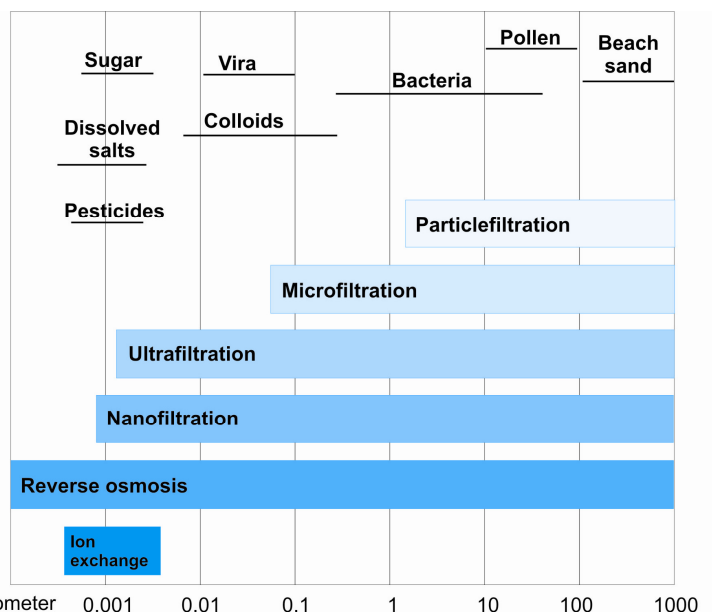 Pollen
Beach
sand
Sugar
Vira
Bacteria
Colloids
Dissolved
salts
Pesticides
Particlefiltration
Microfiltration
Ultrafiltration
Nanofiltration
Reverse osmosis
Ion
exchange
ometer 0.001 0.01 0.1 1 10 100 1000